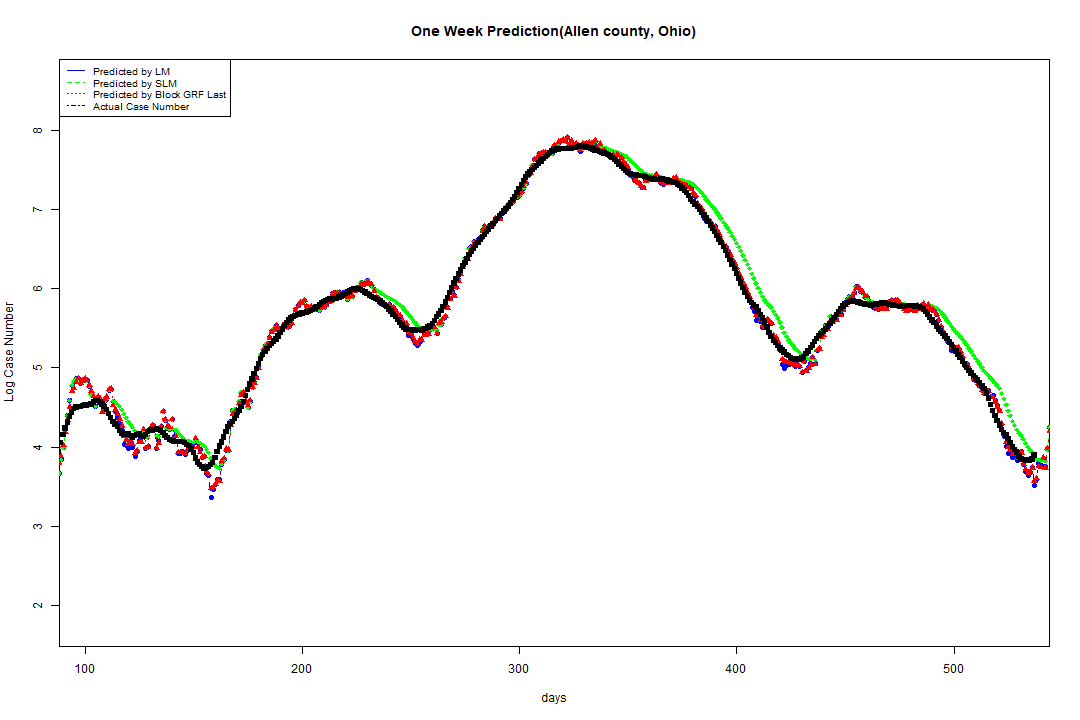 One Week Prediction(Allen county, Ohio)
Predicted by LM
Predicted by SLM
Predicted by Block GRF Last
Actual Case Number
8
7
6
5
4
3
2
Log Case Number
100 200 300 400 500
days